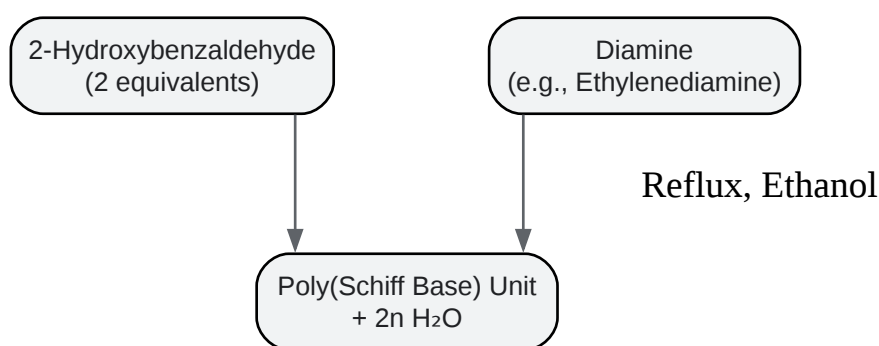 2-Hydroxybenzaldehyde
(2 equivalents)
Diamine
(e.g., Ethylenediamine)
Reflux, Ethanol
Poly(Schiff Base) Unit
+ 2n H₂O